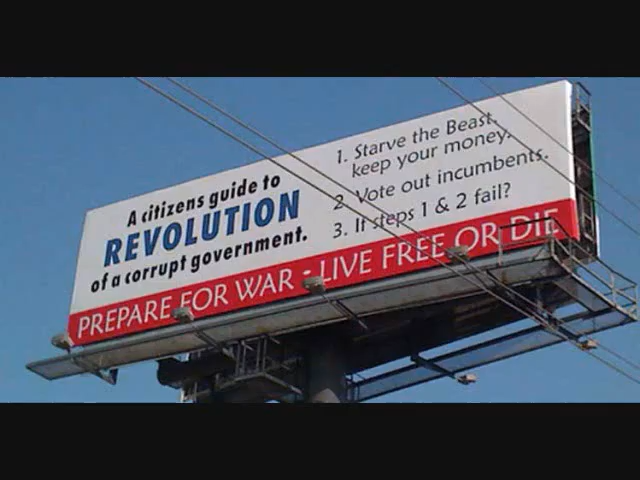 A citizens guide to
REVOLUTION
of a corrupt government.
1. Starve the Beast,
keep your money.
2. Vote out incumbents.
3. If steps 1 & 2 fail?
PREPARE FOR WAR - LIVE FREE OR DIE